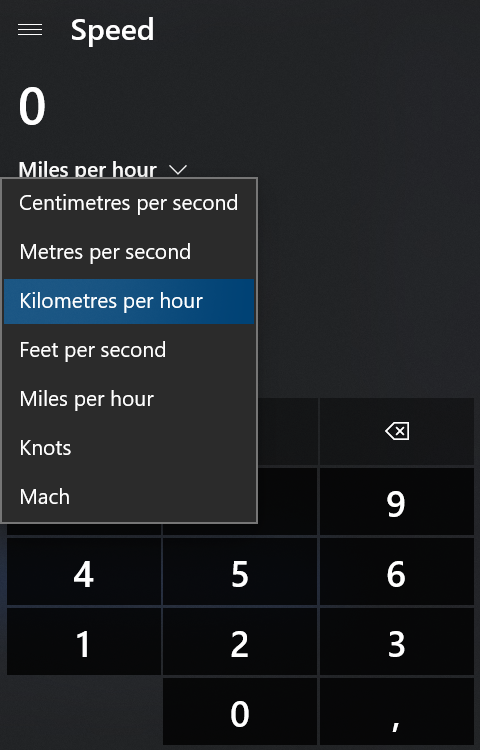 Speed
0
Miles per hour
Centimetres per second
Metres per second
Kilometres per hour
Feet per second
Miles per hour
Knots
Mach
9
4 5 6
1 2 3
0 ,